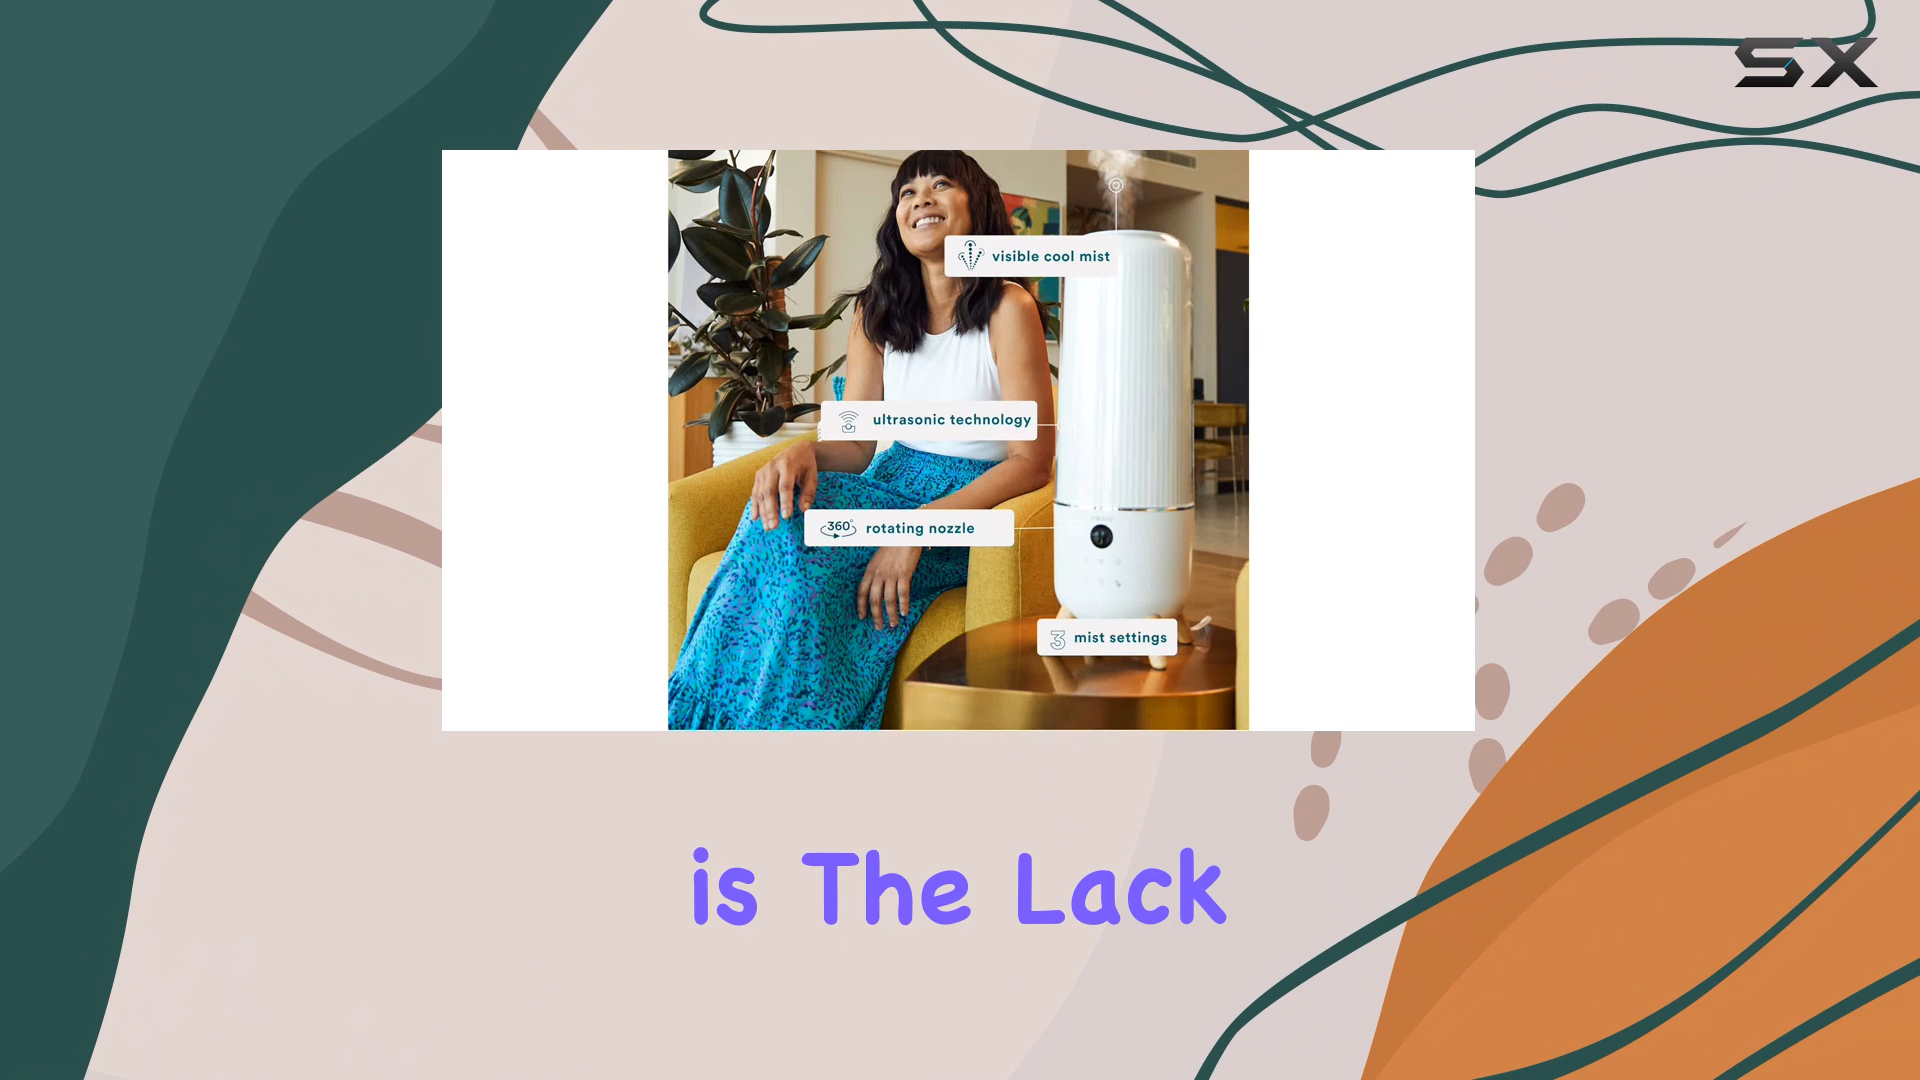 SX
visible cool mist
ultrasonic technology
360° rotating nozzle
3 mist settings
is The Lack